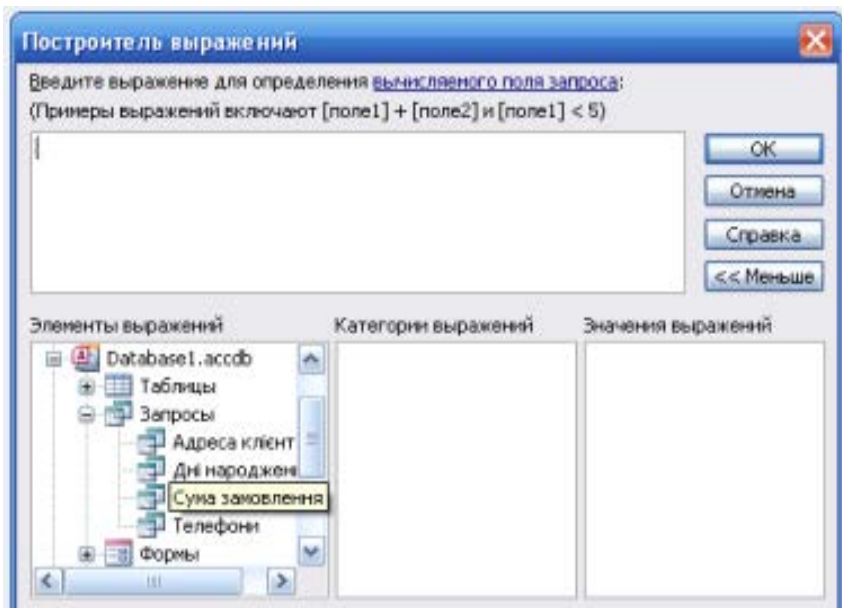 Построитель выражений
Введите выражение для определения вычисляемого поля запроса:
(Примеры выражений включают [поле1] + [поле2] и [поле1] < 5)
ОК
Отмена
Справка
<< Меньше
Элементы выражений
Категории выражений
Значения выражений
Database1.accdb
Таблицы
Запросы
Адреса клієнт
Дні народжен
Сума замовлення
Телефони
Формы